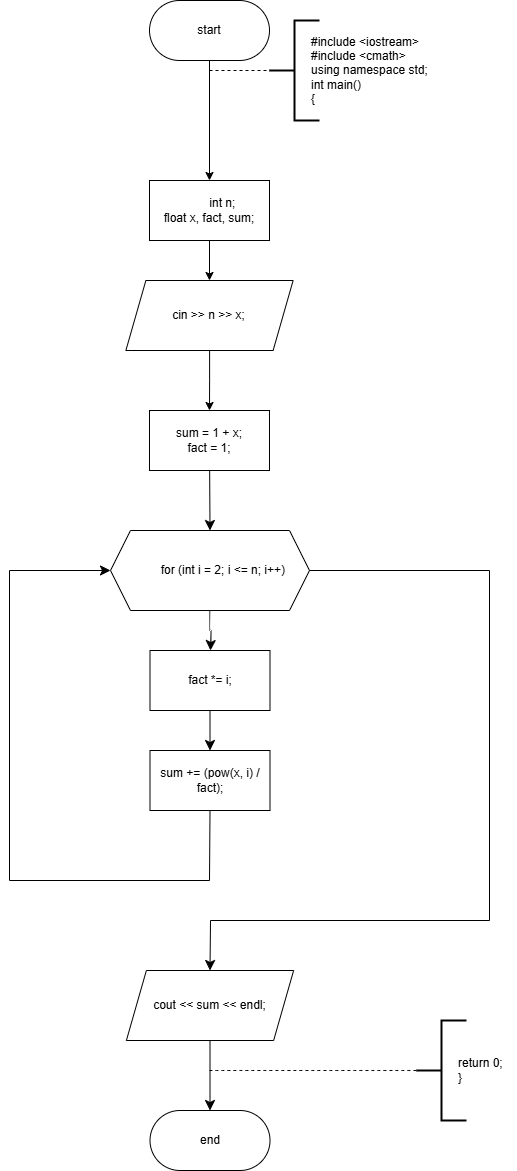 start
#include <iostream>
#include <cmath>
using namespace std;
int main()
{
int n;
float x, fact, sum;
cin >> n >> x;
sum = 1 + x;
fact = 1;
for (int i = 2; i <= n; i++)
fact *= i;
sum += (pow(x, i) /
fact);
cout << sum << endl;
return 0;
}
end